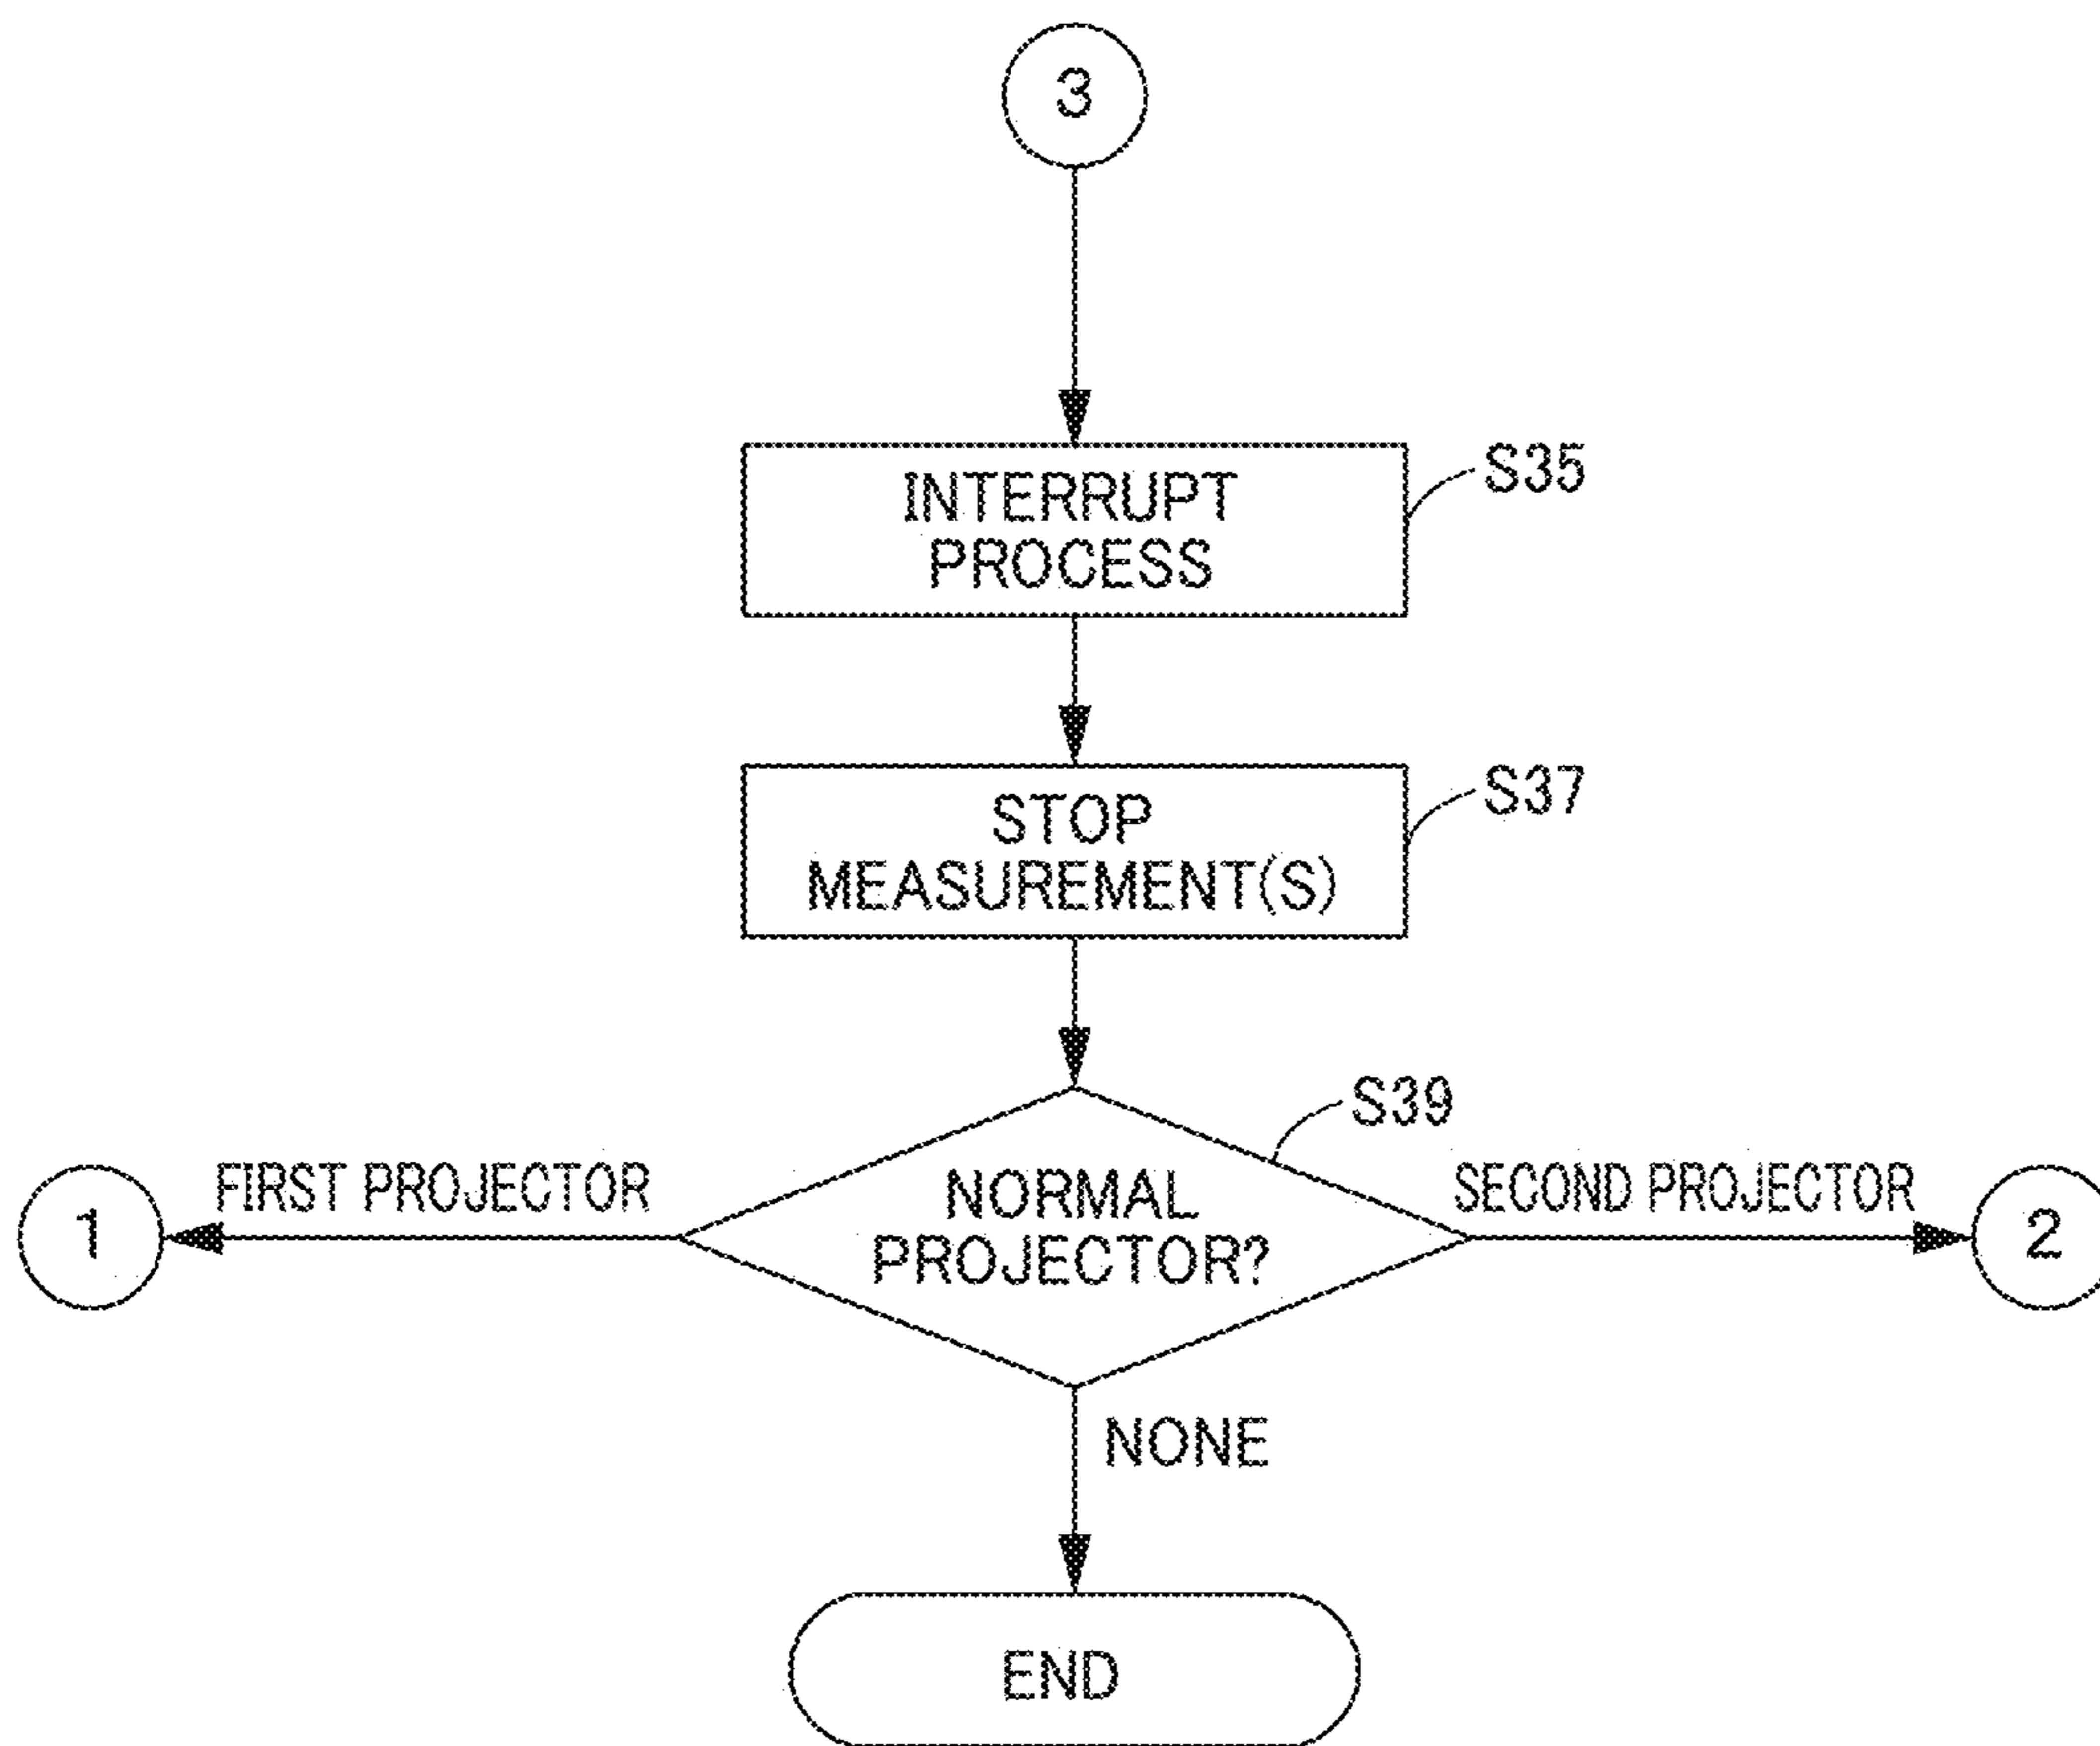 3
INTERRUPT
PROCESS
S35
STOP
MEASUREMENT(S)
S37
S39
1
FIRST PROJECTOR
NORMAL
PROJECTOR?
SECOND PROJECTOR
2
NONE
END